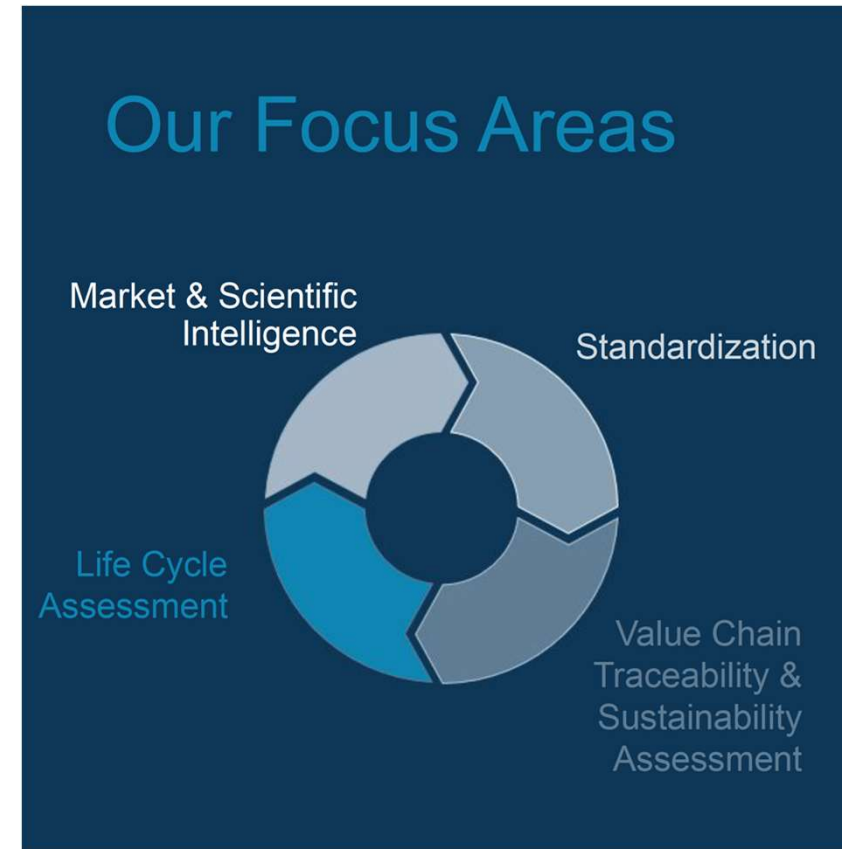 Our Focus Areas
Market & Scientific
Intelligence
Standardization
Life Cycle
Assessment
Value Chain
Traceability &
Sustainability
Assessment